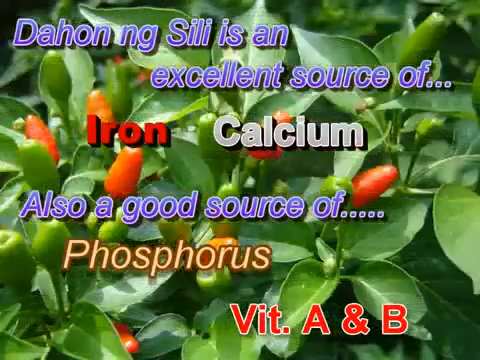 Dahon ng Sili is an
excellent source of...
Iron Calcium
Also a good source of.....
Phosphorus
Vit. A & B